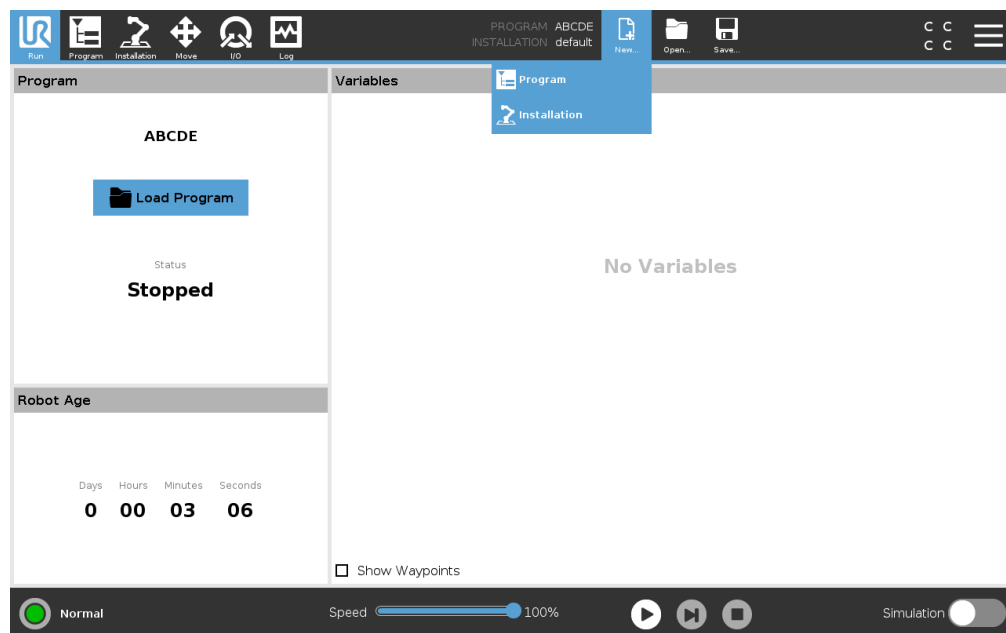 UR
Run Program Installation Move I/O Log
PROGRAM ABCDE
INSTALLATION default
New... Open... Save...
C C
C C
Program
Variables
Program
Installation
ABCDE
Load Program
Status
Stopped
No Variables
Robot Age
Days Hours Minutes Seconds
0 00 03 06
Show Waypoints
Normal
Speed 100%
Simulation